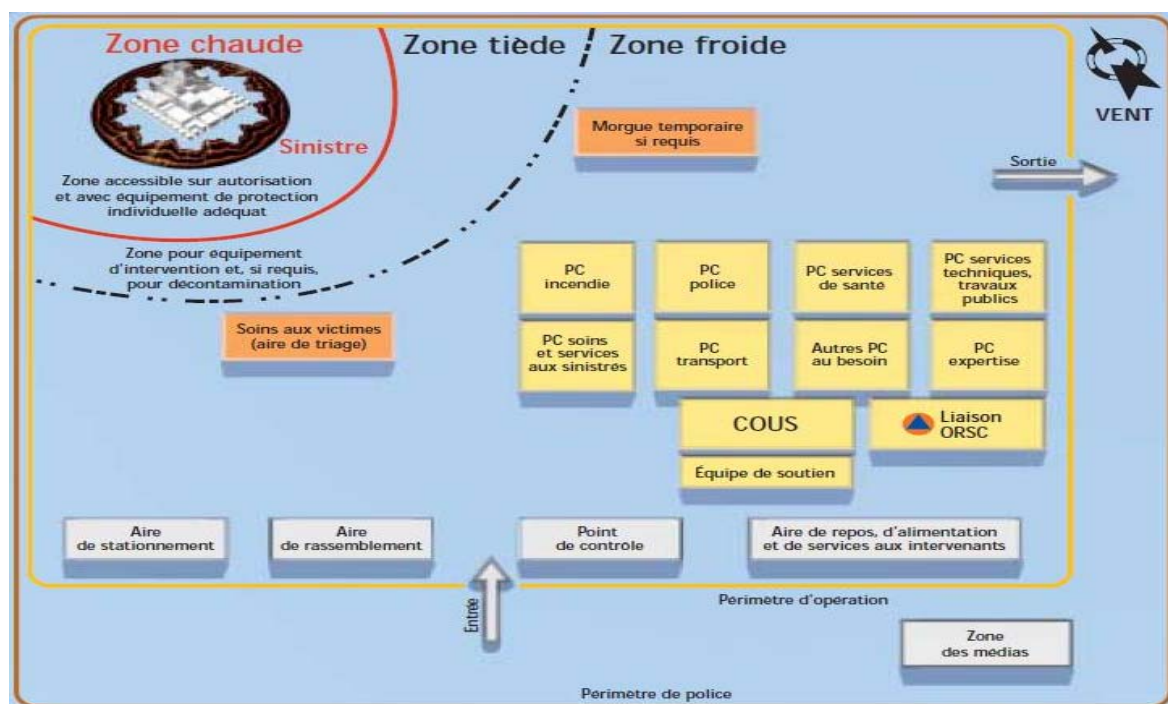 Zone chaude
Zone tiède
Zone froide
VENT
Sinistre
Zone accessible sur autorisation
et avec équipement de protection
individuelle adéquat
Morgue temporaire
si requis
Sortie
Zone pour équipement
d'intervention et, si requis,
pour décontamination
Soins aux victimes
(aire de triage)
PC
incendie
PC
police
PC services
de santé
PC services
techniques,
travaux
publics
PC soins
et services
aux sinistrés
PC
transport
Autres PC
au besoin
PC
expertise
COUS
Liaison
ORSC
Équipe de soutien
Aire
de stationnement
Aire
de rassemblement
Point
de controle
Aire de repos, d'alimentation
et de services aux intervenants
Entrée
Périmètre d'opération
Zone
des médias
Périmètre de police